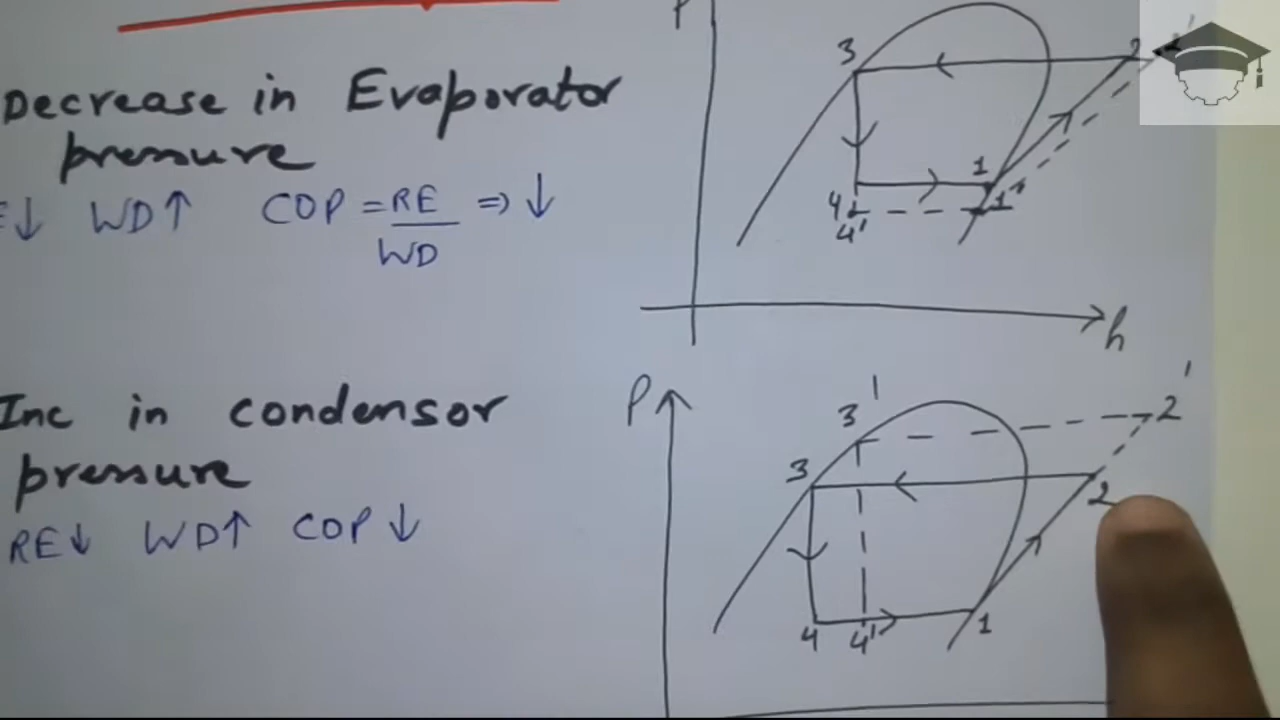 Decrease in Evaporator
pressure
E↓ WD↑ COP = RE ⇒ ↓
WD
Inc in condensor
pressure
RE↓ WD↑ COP↓
P
3
2
2'
1
1'
4
4'
h
P
3'
2'
3
2
4
4'
1